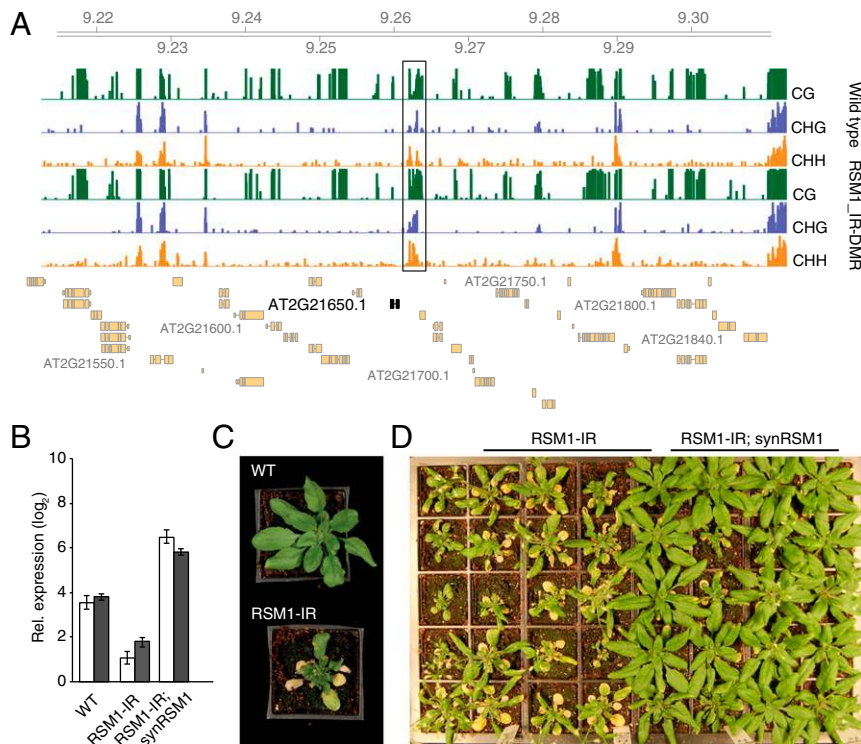 A
9.22 9.24 9.26 9.28 9.30
9.23 9.25 9.27 9.29
CG
CHG
CHH
CG
CHG
CHH
Wild type RSM1_IR-DMR
AT2G21750.1
AT2G21650.1
AT2G21800.1
AT2G21600.1
AT2G21840.1
AT2G21550.1
AT2G21700.1
B
Rel. expression (log2)
10
8
6
4
2
0
WT
RSM1-IR
RSM1-IR;
synRSM1
C
WT
RSM1-IR
D
RSM1-IR
RSM1-IR; synRSM1